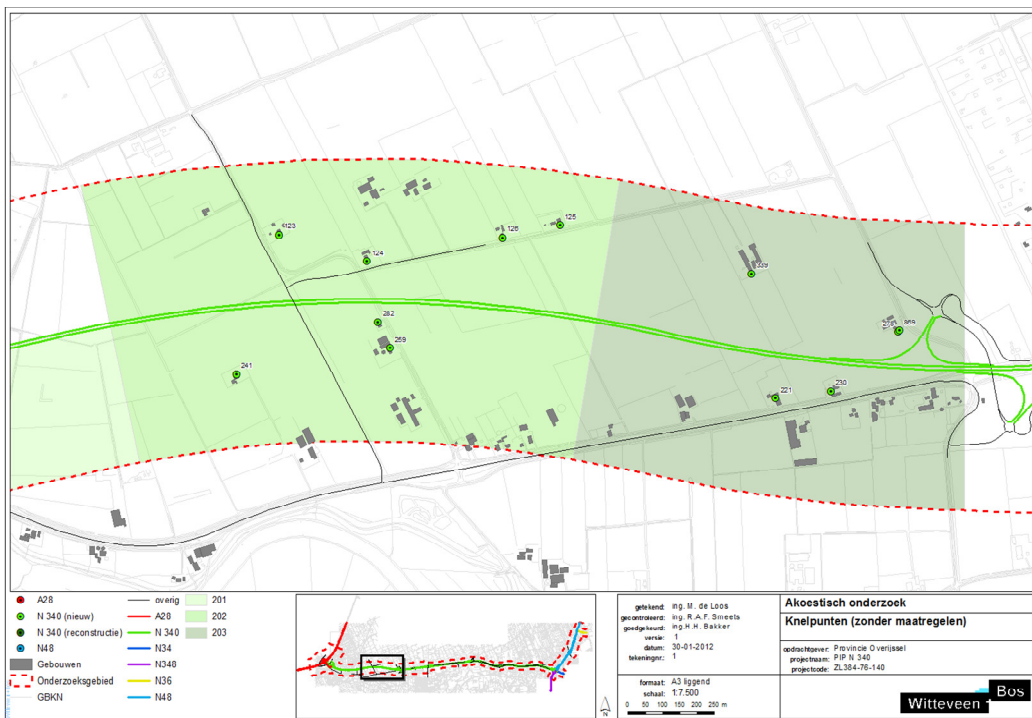 125
4123
126
124
339
282
869
259
241
230
221
A28
N 340 (nieuw)
N 340 (reconstructie)
N48
Gebouwen
Onderzoeksgebied
GBKN
overig
A28
N 340
N34
N348
N36
N48
201
202
203
N
getekend: ing. M. de Loos
gecontroleerd: ing. R.A.F. Smeets
goedgekeurd: ing.H.H. Bakker
versie: 1
datum: 30-01-2012
tekeningnr.: 1
formaat: A3 liggend
schaal: 1:7.500
0 50 100 150 200 250 m
Akoestisch onderzoek
Knelpunten (zonder maatregelen)
opdrachtgever: Provincie Overijssel
projectnaam: PIP N 340
projectcode: ZL384-76-140
Witteveen
Bos